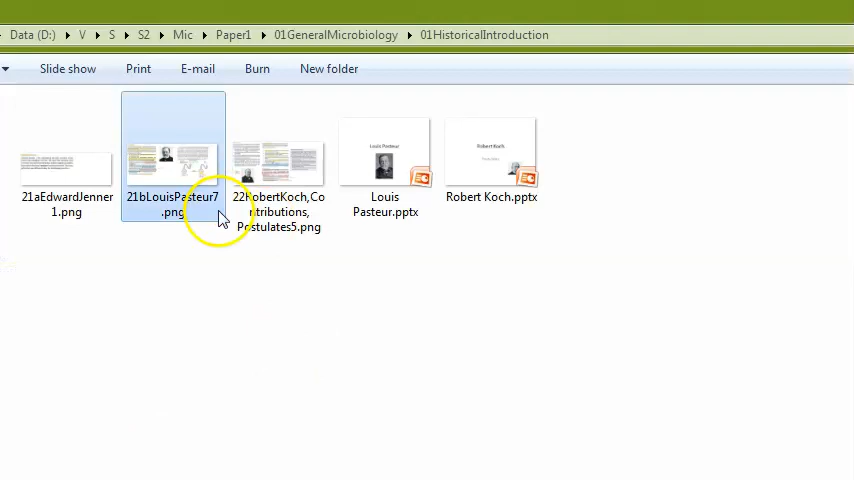 Data (D:) V S S2 Mic Paper1 01GeneralMicrobiology 01HistoricalIntroduction
Slide show Print E-mail Burn New folder
Louis Pasteur
Robert Koch
21aEdwardJenner
1.png
21bLouisPasteur7
.png
22RobertKoch,Co
ntributions,
Postulates5.png
Louis
Pasteur.pptx
Robert Koch.pptx